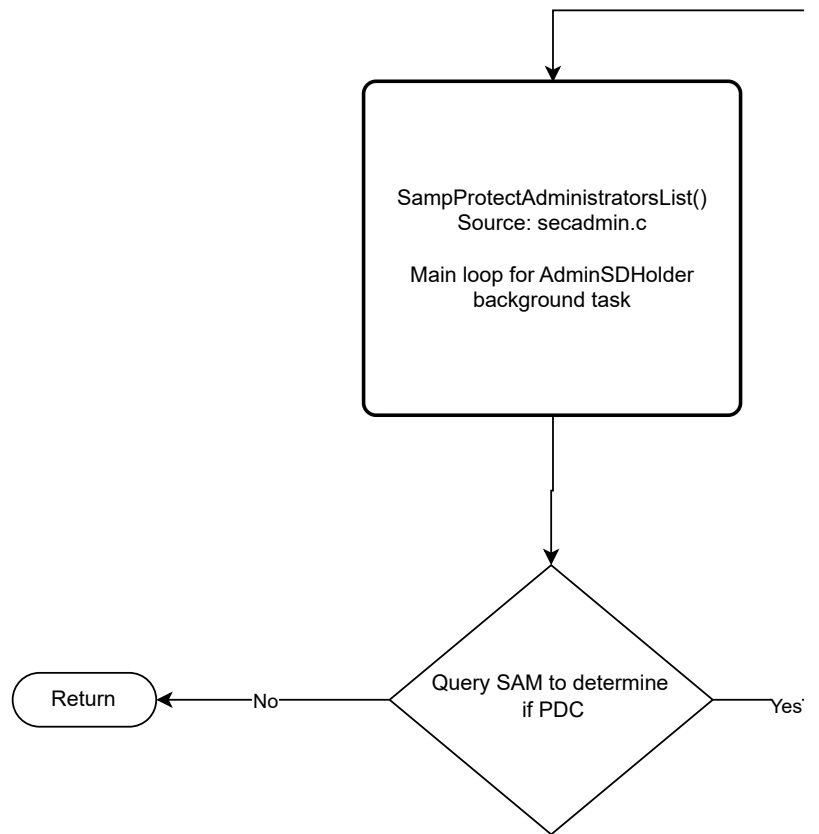 SampProtectAdministratorsList()
Source: secadmin.c
Main loop for AdminSDHolder
background task
Query SAM to determine
if PDC
Return
No
Yes